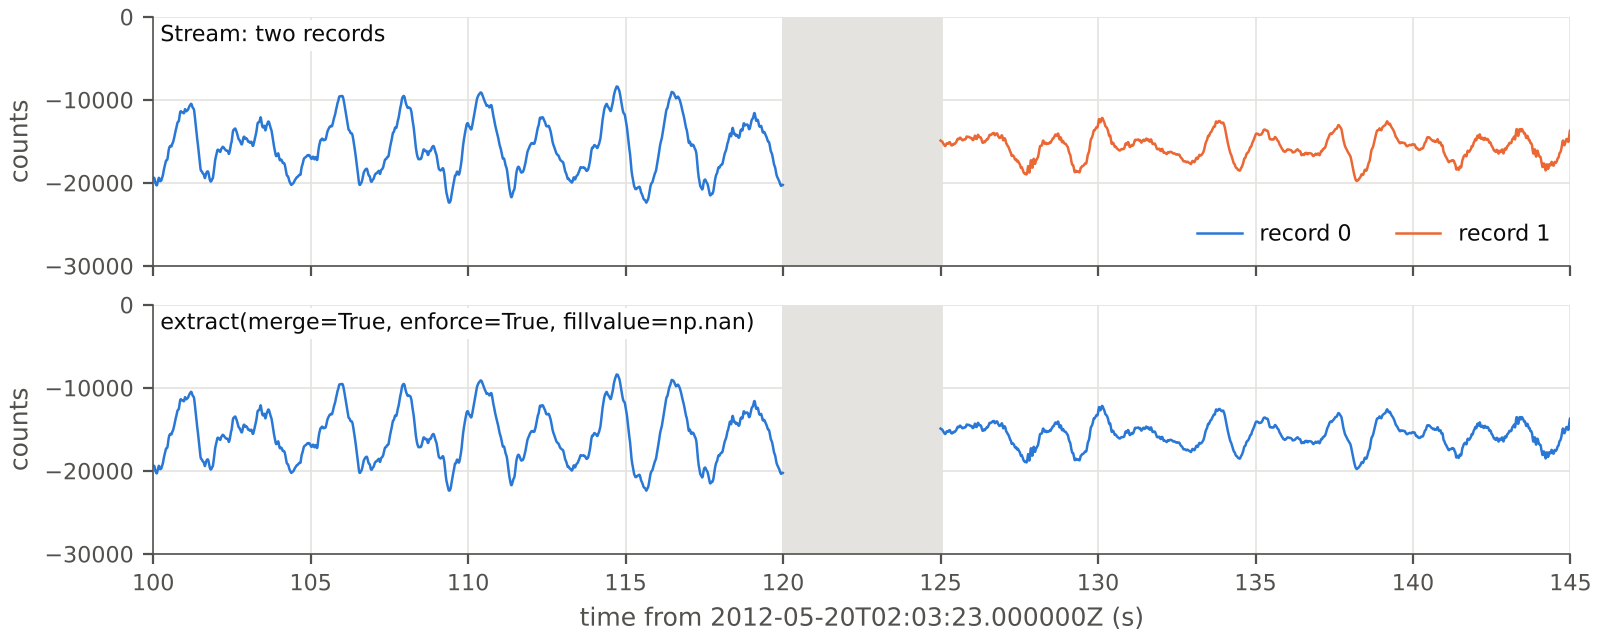 0
Stream: two records
−10000
−20000
−30000
counts
record 0
record 1
0
extract(merge=True, enforce=True, fillvalue=np.nan)
−10000
−20000
−30000
counts
100 105 110 115 120 125 130 135 140 145
time from 2012-05-20T02:03:23.000000Z (s)